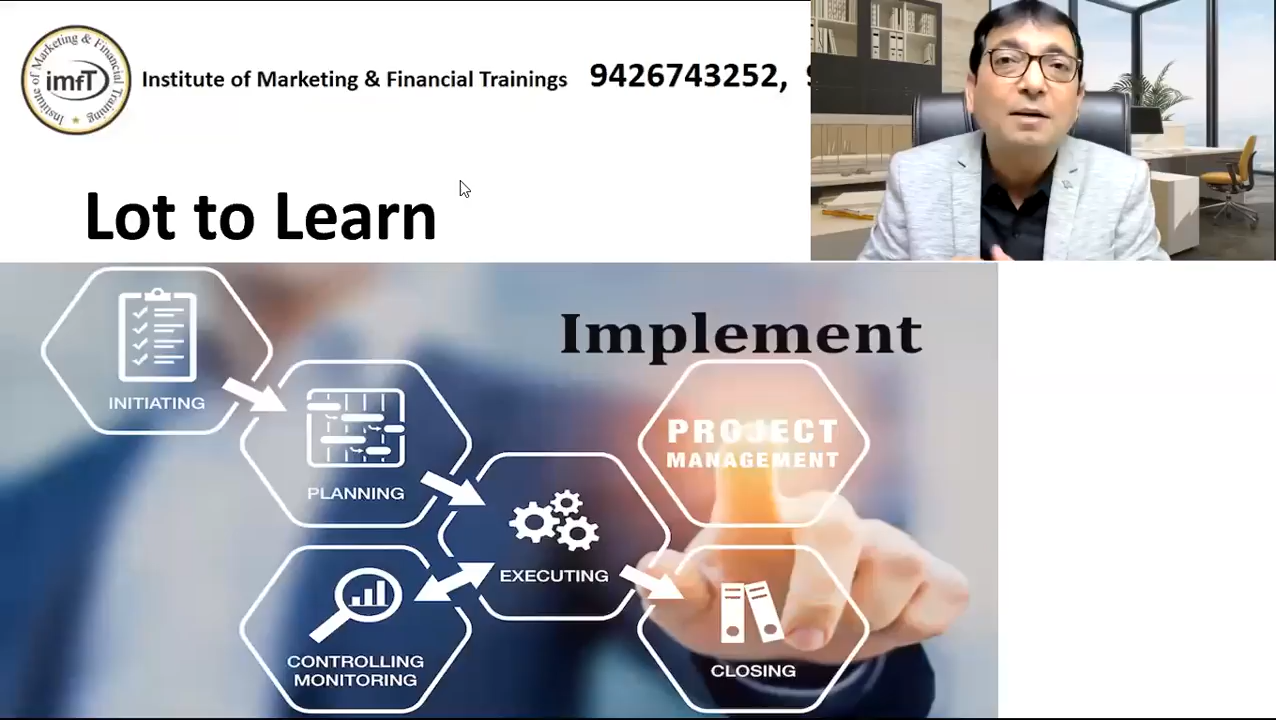 Institute of Marketing & Financial Training
imfT
Institute of Marketing & Financial Trainings 9426743252,
Lot to Learn
Implement
INITIATING
PROJECT
MANAGEMENT
PLANNING
EXECUTING
CONTROLLING
MONITORING
CLOSING